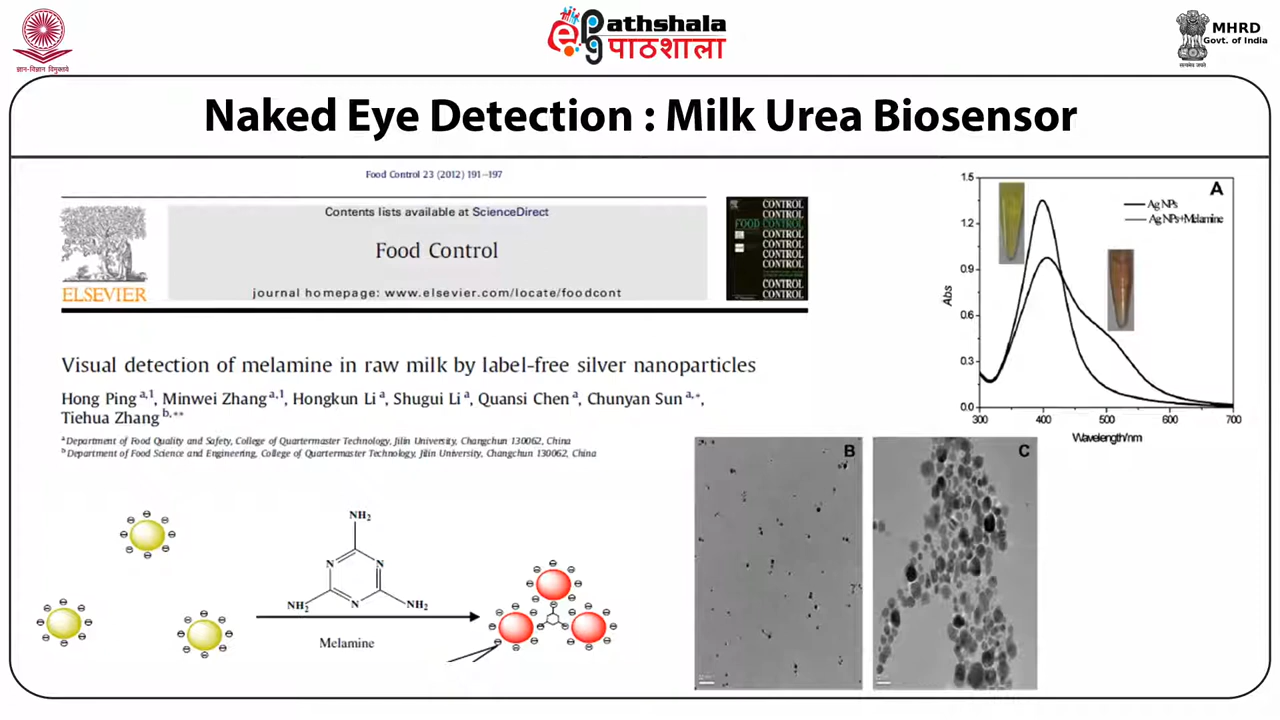 ज्ञान-विज्ञान विमुक्तये
ePG Pathshala
पाठशाला
MHRD
Govt. of India
सत्यमेव जयते
Naked Eye Detection : Milk Urea Biosensor
Food Control 23 (2012) 191–197
Contents lists available at ScienceDirect
Food Control
journal homepage: www.elsevier.com/locate/foodcont
ELSEVIER
CONTROL
CONTROL
FOOD CONTROL
CONTROL
CONTROL
CONTROL
CONTROL
CONTROL
CONTROL
Visual detection of melamine in raw milk by label-free silver nanoparticles
Hong Ping a,1, Minwei Zhang a,1, Hongkun Li a, Shugui Li a, Quansi Chen a, Chunyan Sun a,*,
Tiehua Zhang b,**
a Department of Food Quality and Safety, College of Quartermaster Technology, Jilin University, Changchun 130062, China
b Department of Food Science and Engineering, College of Quartermaster Technology, Jilin University, Changchun 130062, China
NH2
N N
NH2 N NH2
Melamine
A
Ag NPs
Ag NPs+Melamine
Abs
1.5
1.2
0.9
0.6
0.3
0.0
300 400 500 600 700
Wavelength/nm
B
C